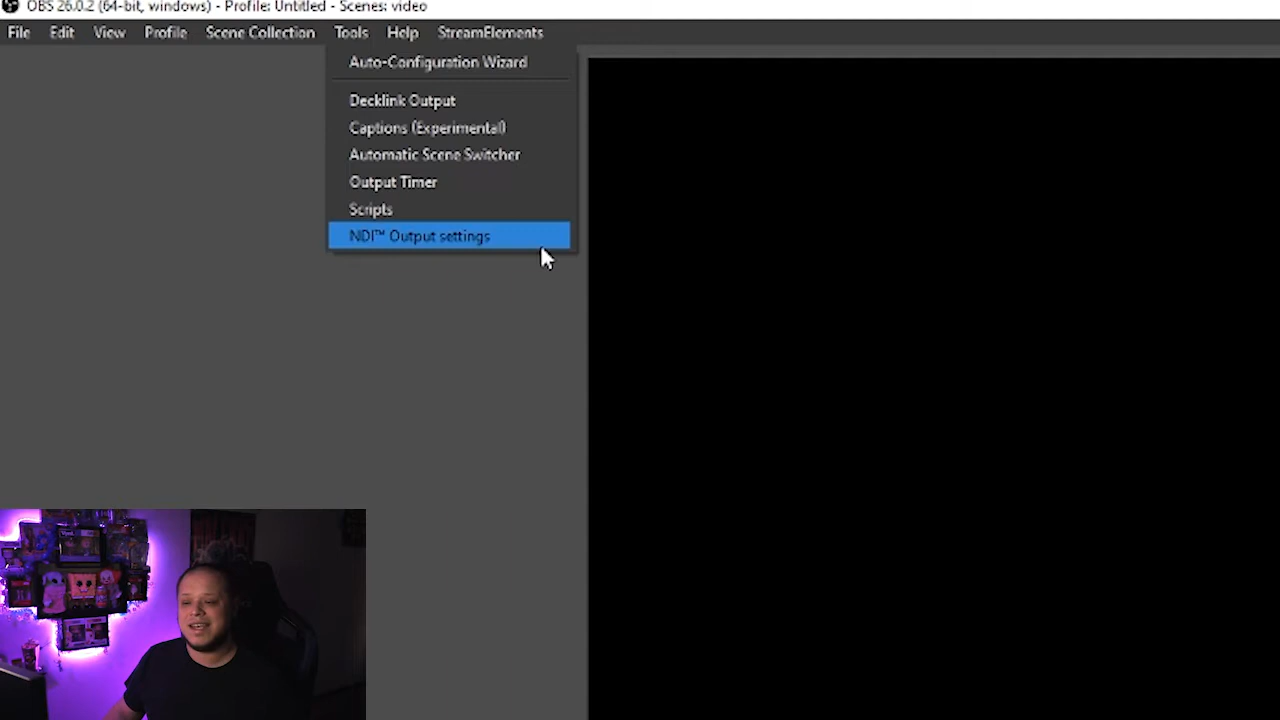 OBS 26.0.2 (64-bit, windows) - Profile: Untitled - Scenes: video
File Edit View Profile Scene Collection Tools Help StreamElements
Auto-Configuration Wizard
Decklink Output
Captions (Experimental)
Automatic Scene Switcher
Output Timer
Scripts
NDI™ Output settings